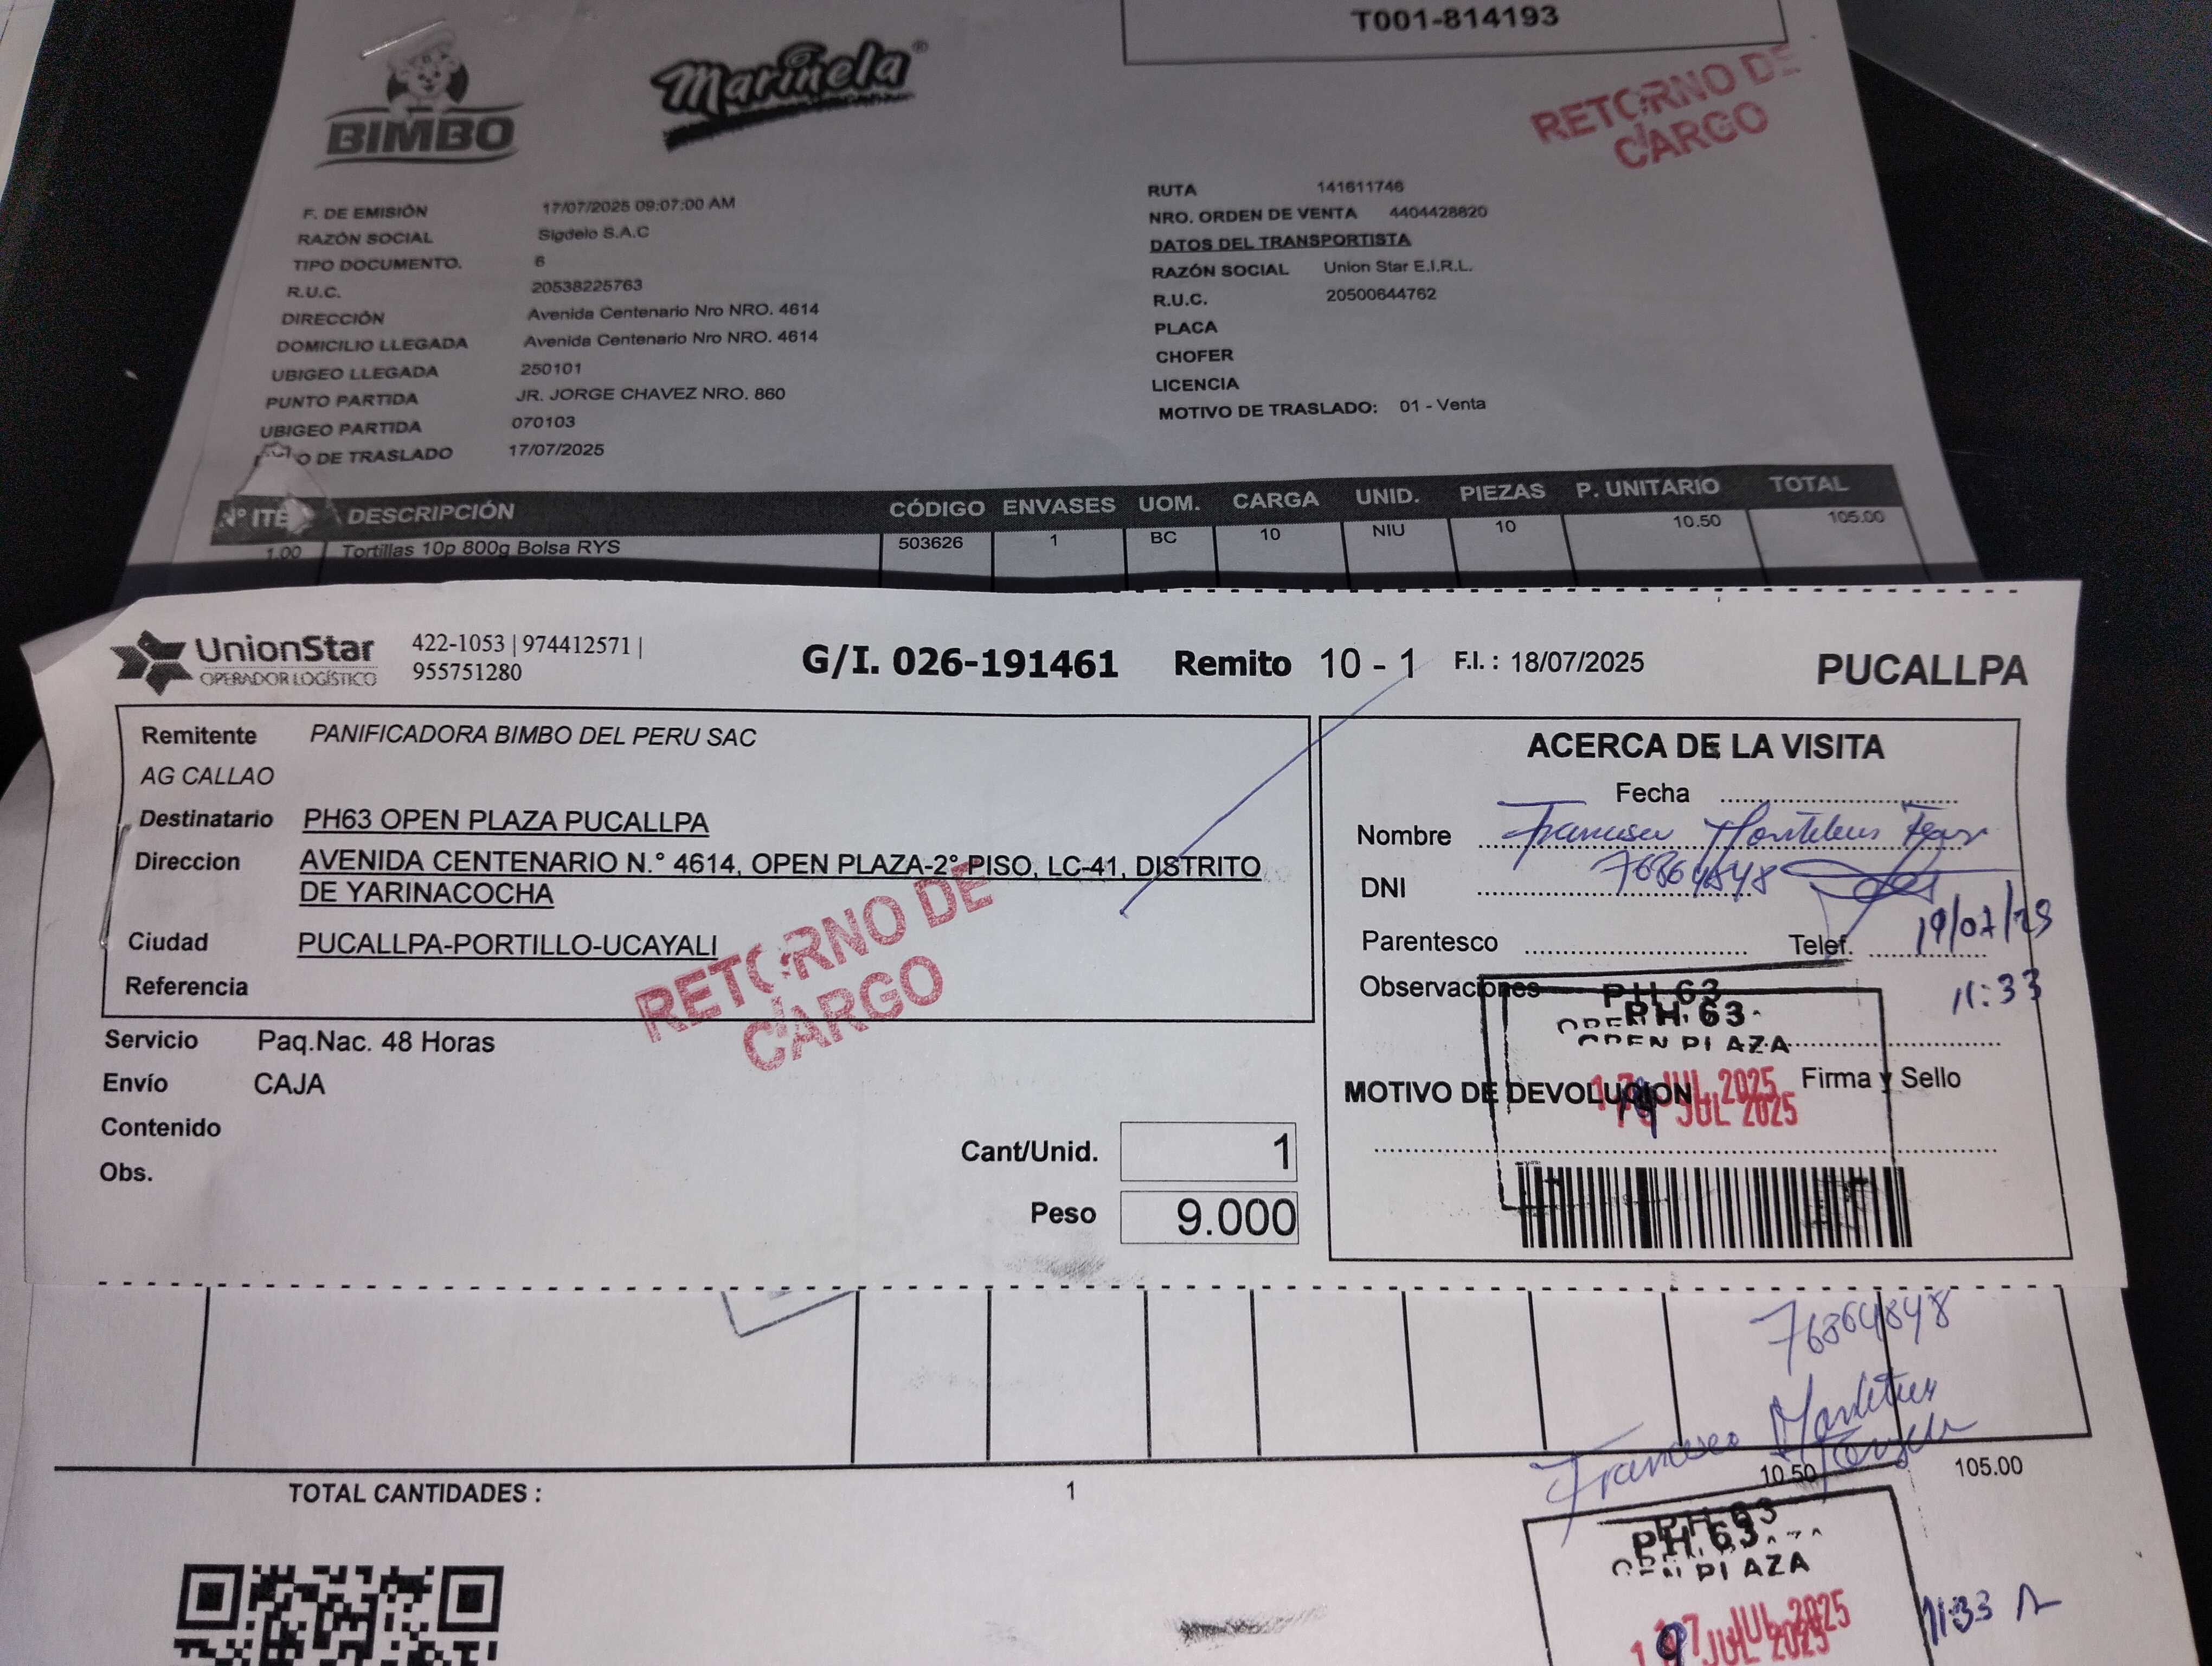 T001-814193
BIMBO
Marinela®
RETORNO DE
CARGO
F. DE EMISIÓN 17/07/2025 09:07:00 AM
RAZÓN SOCIAL Sigdelo S.A.C
TIPO DOCUMENTO. 6
R.U.C. 20538225763
DIRECCIÓN Avenida Centenario Nro NRO. 4614
DOMICILIO LLEGADA Avenida Centenario Nro NRO. 4614
UBIGEO LLEGADA 250101
PUNTO PARTIDA JR. JORGE CHAVEZ NRO. 860
UBIGEO PARTIDA 070103
O DE TRASLADO 17/07/2025
RUTA 141611746
NRO. ORDEN DE VENTA 4404428820
DATOS DEL TRANSPORTISTA
RAZÓN SOCIAL Union Star E.I.R.L.
R.U.C. 20500644762
PLACA
CHOFER
LICENCIA
MOTIVO DE TRASLADO: 01 - Venta
N° ITE DESCRIPCIÓN CÓDIGO ENVASES UOM. CARGA UNID. PIEZAS P. UNITARIO TOTAL
1.00 Tortillas 10p 800g Bolsa RYS 503626 1 BC 10 NIU 10 10.50 105.00
UnionStar
OPERADOR LOGÍSTICO
422-1053 | 974412571 |
955751280
G/I. 026-191461 Remito 10 - 1 F.I. : 18/07/2025 PUCALLPA
Remitente PANIFICADORA BIMBO DEL PERU SAC
AG CALLAO
Destinatario PH63 OPEN PLAZA PUCALLPA
Direccion AVENIDA CENTENARIO N.° 4614, OPEN PLAZA-2° PISO, LC-41, DISTRITO
DE YARINACOCHA
Ciudad PUCALLPA-PORTILLO-UCAYALI
Referencia
RETORNO DE
CARGO
Servicio Paq.Nac. 48 Horas
Envío CAJA
Contenido
Obs.
Cant/Unid. 1
Peso 9.000
ACERCA DE LA VISITA
Fecha
Nombre
DNI 76864848
Parentesco Telef. 19/07/25
Observaciones 11:33
PH 63
PH 63
OPEN PLAZA
JUL 2025
JUL 2025
Firma y Sello
MOTIVO DE DEVOLUCION
76864848
10.50 105.00
TOTAL CANTIDADES : 1
PH 63
PH 63
OPEN PLAZA
17 JUL 2025
JUL 2025
11:33